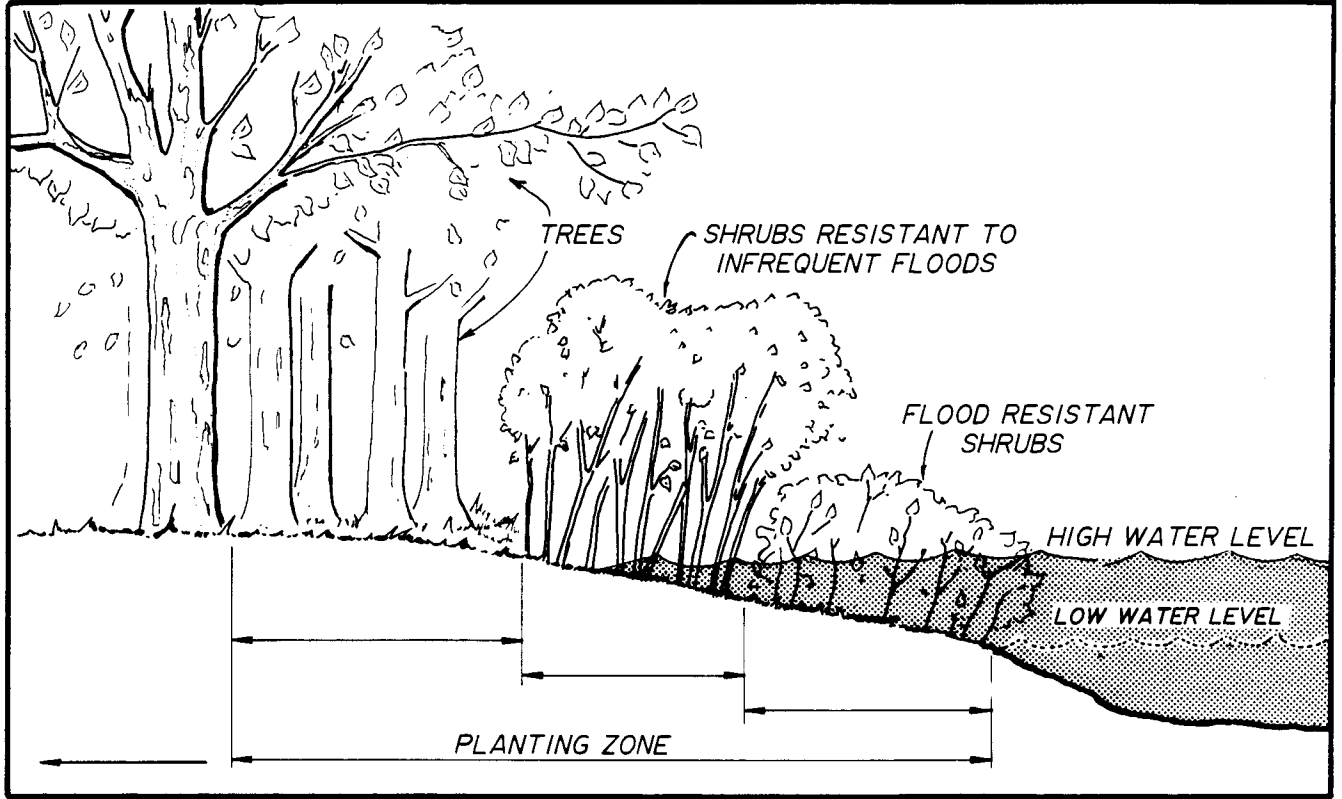 TREES
SHRUBS RESISTANT TO
INFREQUENT FLOODS
FLOOD RESISTANT
SHRUBS
HIGH WATER LEVEL
LOW WATER LEVEL
PLANTING ZONE